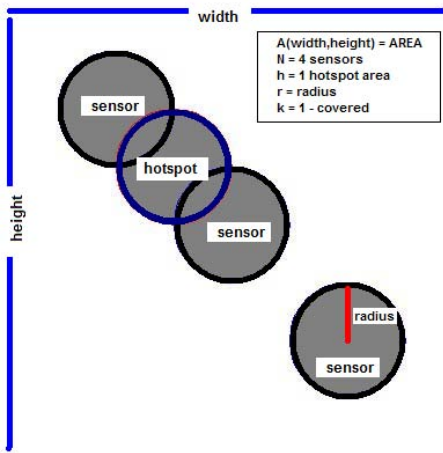 width
A(width,height) = AREA
N = 4 sensors
h = 1 hotspot area
r = radius
k = 1 - covered
sensor
hotspot
height
sensor
radius
sensor